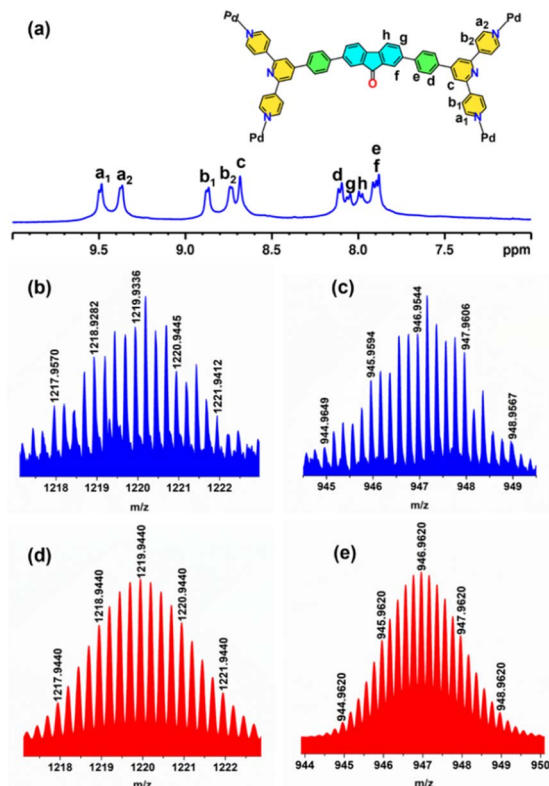 (a)
Pd
N
N
N
Pd
O
h
g
f
e
d
c
b₂
a₂
b₁
a₁
N
N
N
Pd
Pd
a₁ a₂ b₁ b₂ c d g h e f
9.5 9.0 8.5 8.0 7.5 ppm
(b)
1217.9570
1218.9282
1219.9336
1220.9445
1221.9412
1218 1219 1220 1221 1222
m/z
(c)
944.9649
945.9594
946.9544
947.9606
948.9567
945 946 947 948 949
m/z
(d)
1217.9440
1218.9440
1219.9440
1220.9440
1221.9440
1218 1219 1220 1221 1222
m/z
(e)
944.9620
945.9620
946.9620
947.9620
948.9620
944 945 946 947 948 949 950
m/z